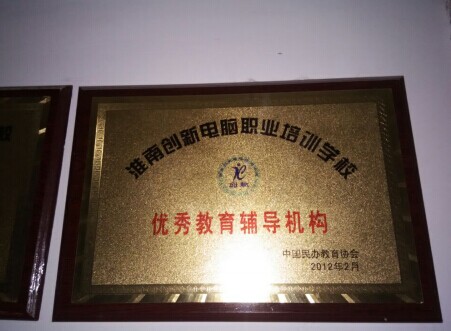 淮南创新电脑职业培训学校
优秀教育辅导机构
中国民办教育协会
2012年2月